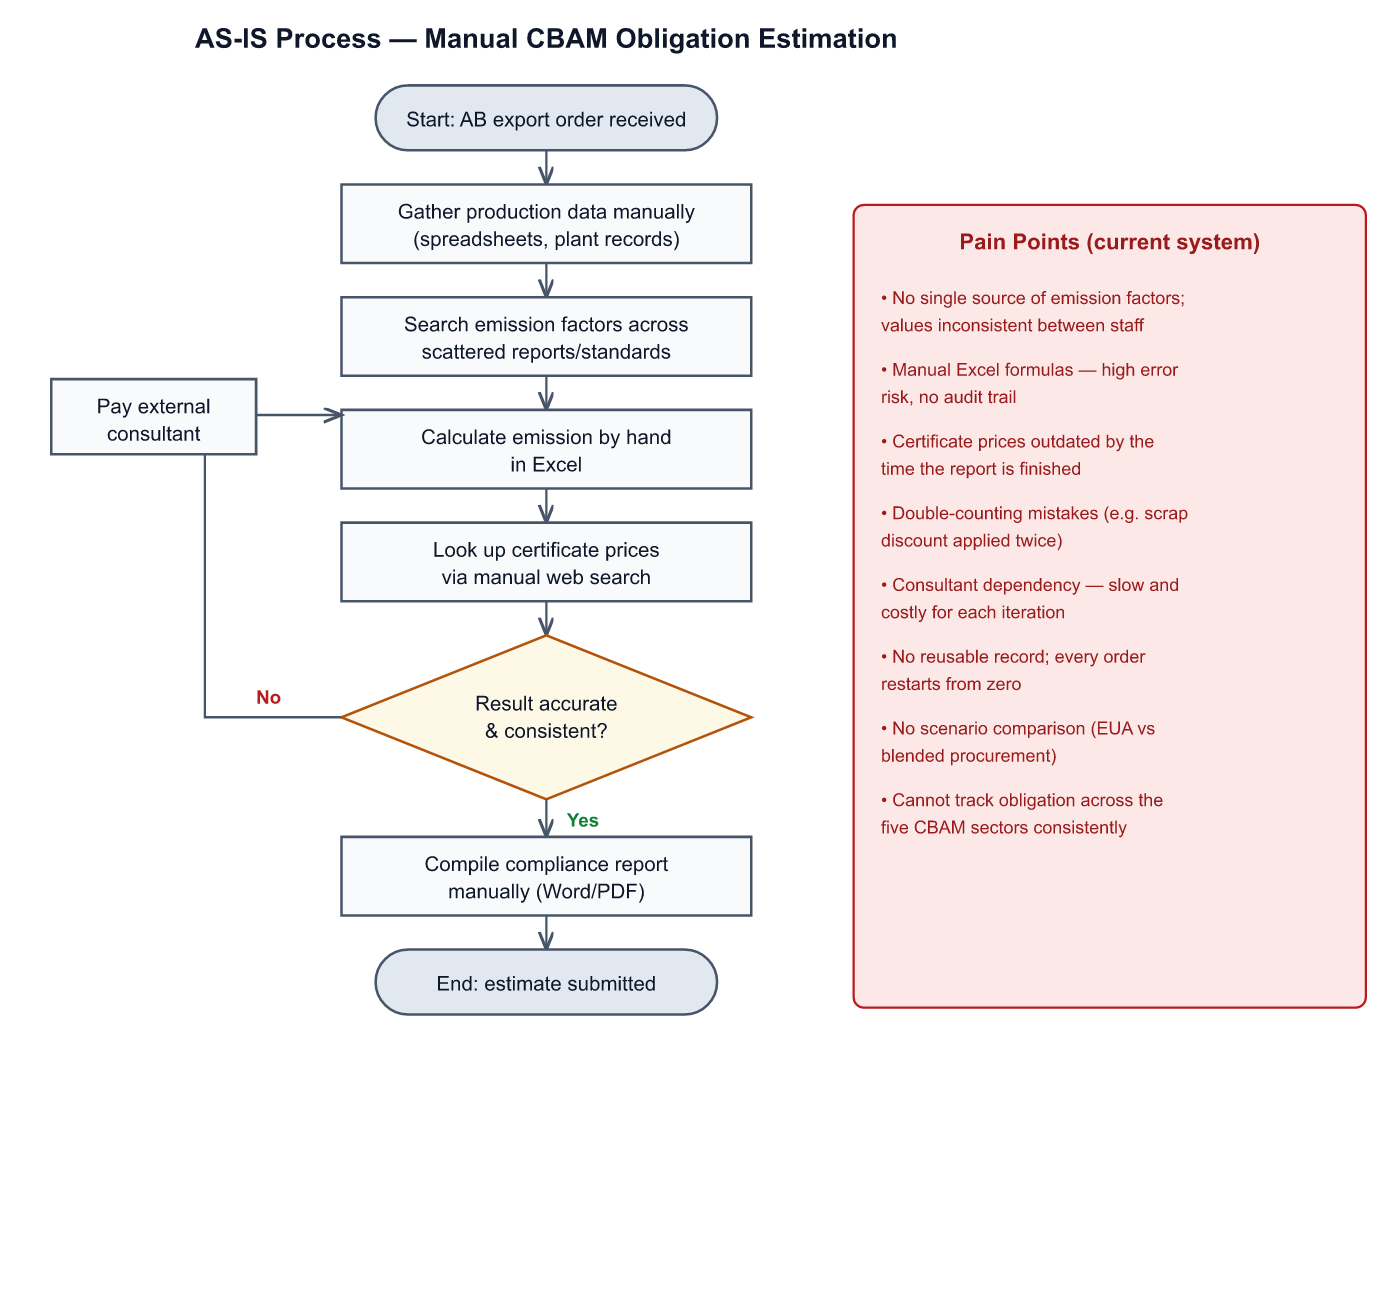 AS-IS Process — Manual CBAM Obligation Estimation
Start: AB export order received
Gather production data manually
(spreadsheets, plant records)
Search emission factors across
scattered reports/standards
Pay external
consultant
Calculate emission by hand
in Excel
Look up certificate prices
via manual web search
Result accurate
& consistent?
No
Yes
Compile compliance report
manually (Word/PDF)
End: estimate submitted
Pain Points (current system)
• No single source of emission factors;
values inconsistent between staff
• Manual Excel formulas — high error
risk, no audit trail
• Certificate prices outdated by the
time the report is finished
• Double-counting mistakes (e.g. scrap
discount applied twice)
• Consultant dependency — slow and
costly for each iteration
• No reusable record; every order
restarts from zero
• No scenario comparison (EUA vs
blended procurement)
• Cannot track obligation across the
five CBAM sectors consistently